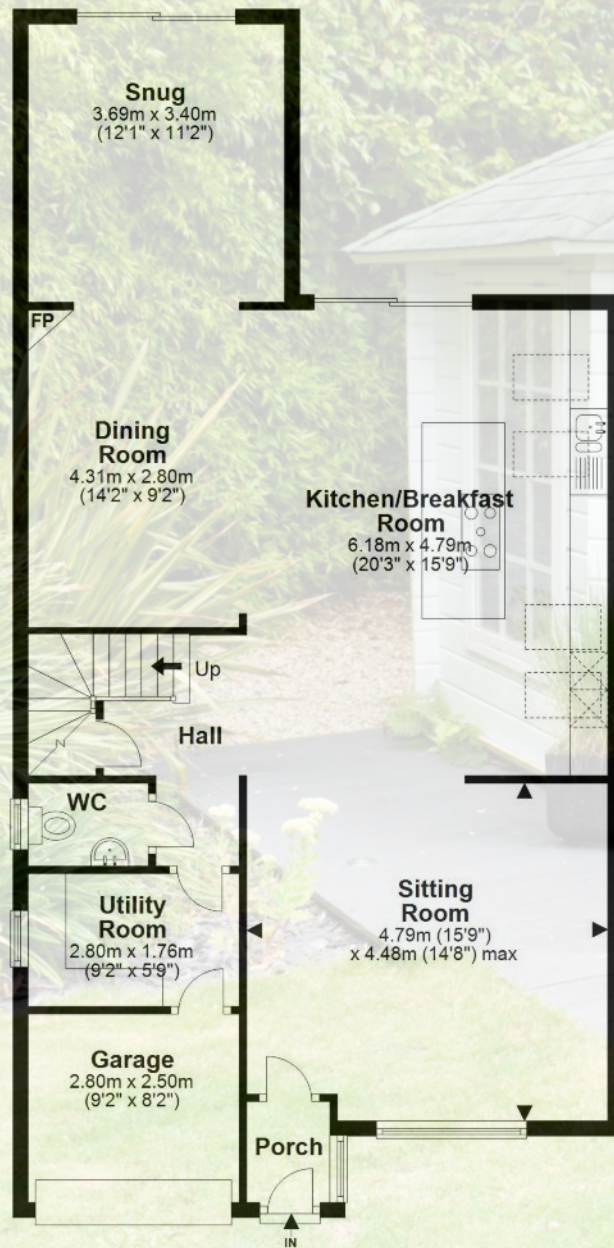 Snug
3.69m x 3.40m
(12'1" x 11'2")
FP
Dining
Room
4.31m x 2.80m
(14'2" x 9'2")
Kitchen/Breakfast
Room
6.18m x 4.79m
(20'3" x 15'9")
Up
Hall
WC
Utility
Room
2.80m x 1.76m
(9'2" x 5'9")
Sitting
Room
4.79m (15'9")
x 4.48m (14'8") max
Garage
2.80m x 2.50m
(9'2" x 8'2")
Porch
IN